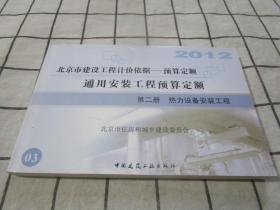 2012
北京市建设工程计价依据——预算定额
通用安装工程预算定额
第二册 热力设备安装工程
北京市住房和城乡建设委员会
03
中国建筑工业出版社